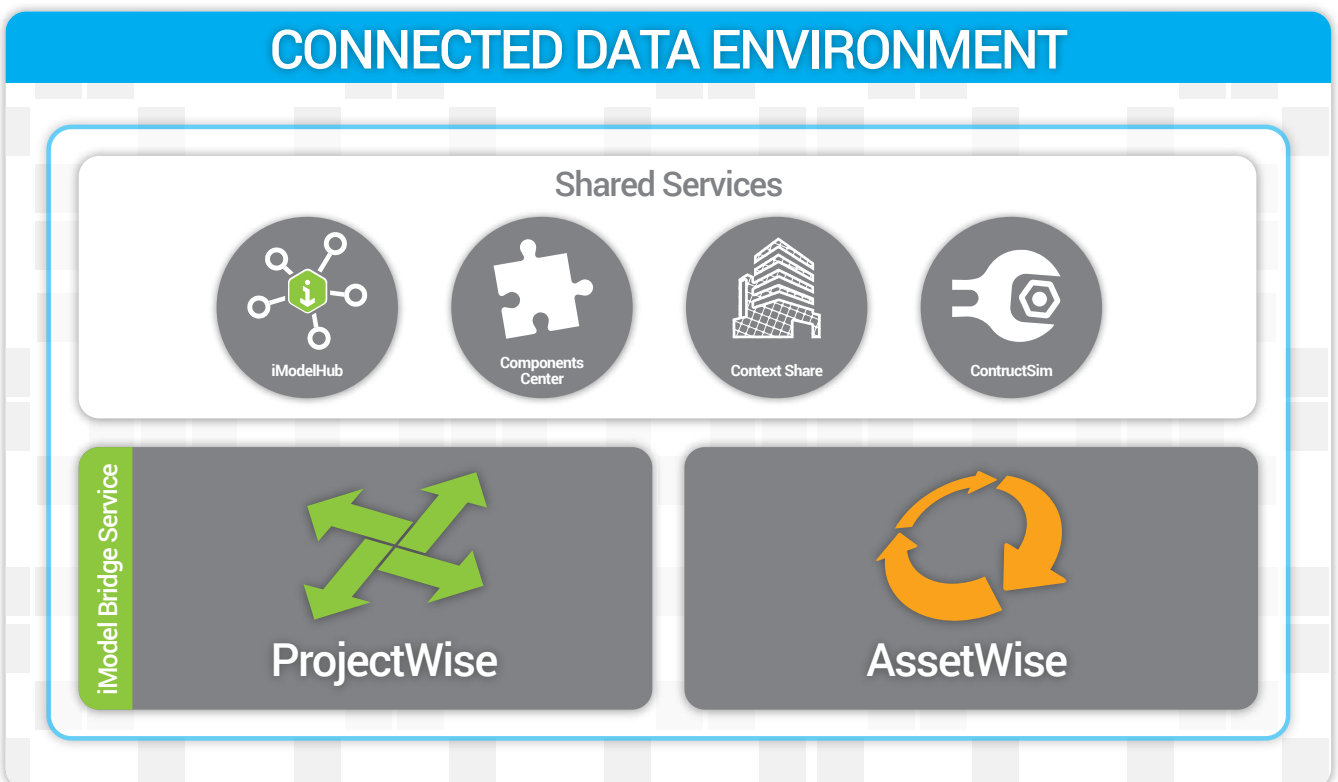 CONNECTED DATA ENVIRONMENT
Shared Services
iModelHub
Components
Center
Context Share
ContructSim
iModel Bridge Service
ProjectWise
AssetWise